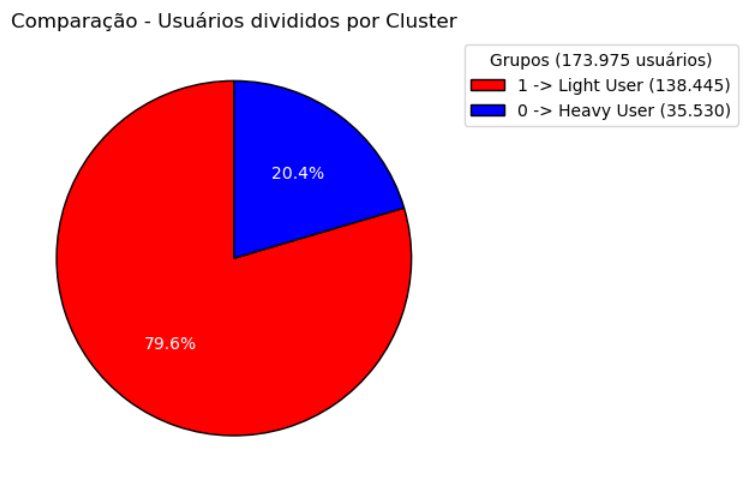 Comparação - Usuários divididos por Cluster
Grupos (173.975 usuários)
1 -> Light User (138.445)
0 -> Heavy User (35.530)
20.4%
79.6%